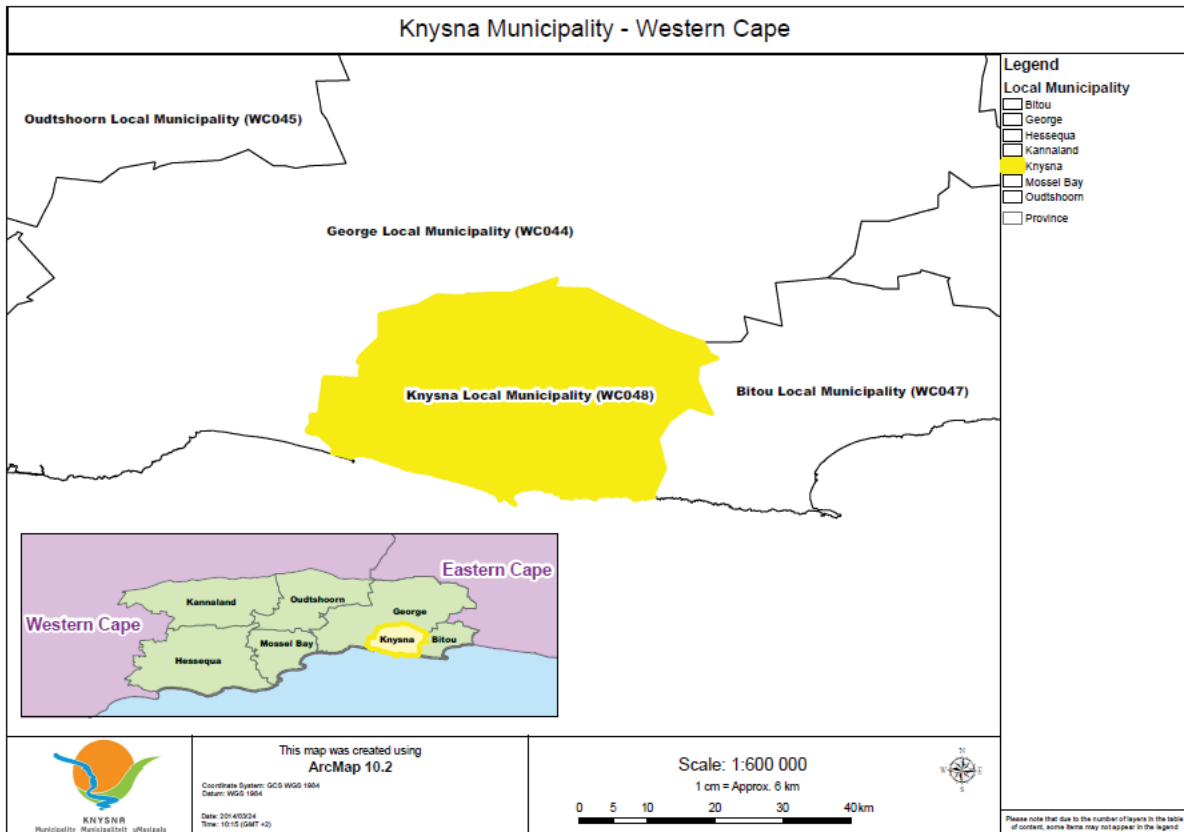 Knysna Municipality - Western Cape
Legend
Local Municipality
Bitou
George
Hessequa
Kannaland
Knysna
Mossel Bay
Oudtshoorn
Province
Oudtshoorn Local Municipality (WC045)
George Local Municipality (WC044)
Knysna Local Municipality (WC048)
Bitou Local Municipality (WC047)
Eastern Cape
Western Cape
Kannaland
Oudtshoorn
George
Knysna
Bitou
Mossel Bay
Hessequa
KNYSNA
Municipality Munisipaliteit uMasipala
This map was created using
ArcMap 10.2
Coordinate System: GCS WGS 1984
Datum: WGS 1984
Date: 2014/03/24
Time: 10:15 (GMT +2)
Scale: 1:600 000
1 cm = Approx. 6 km
0 5 10 20 30 40km
N
W E
S
Please note that due to the number of layers in the table
of content, some items may not appear in the legend